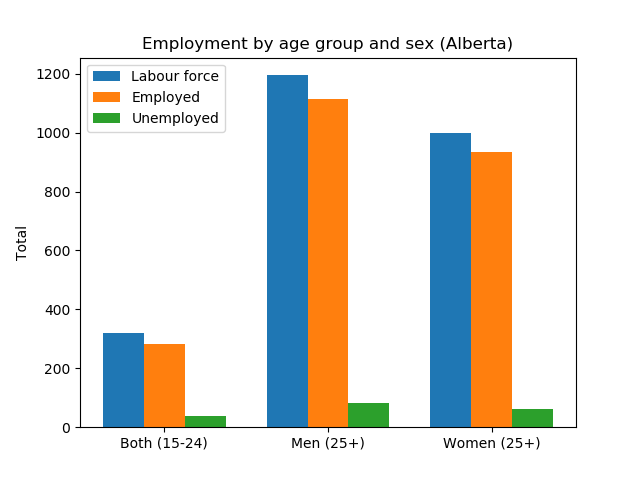 Employment by age group and sex (Alberta)
Labour force
Employed
Unemployed
Total
1200
1000
800
600
400
200
0
Both (15-24)
Men (25+)
Women (25+)